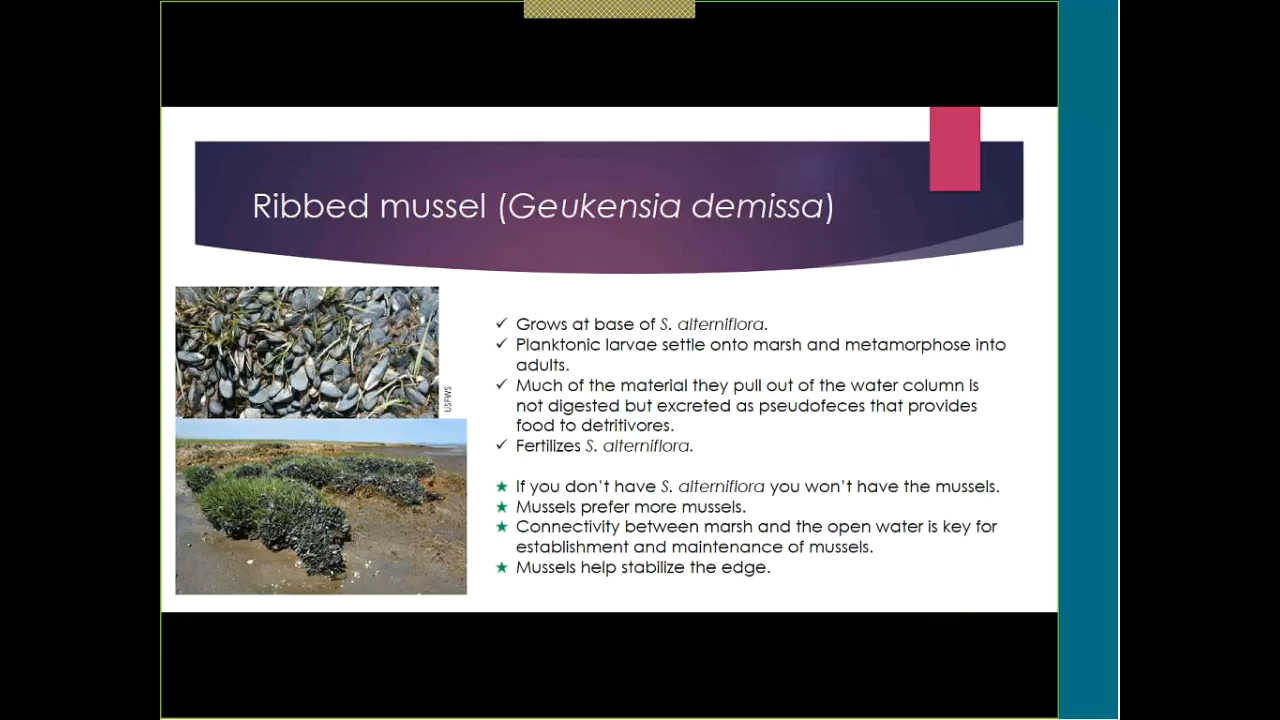 Ribbed mussel (Geukensia demissa)
USFWS
✓ Grows at base of S. alterniflora.
✓ Planktonic larvae settle onto marsh and metamorphose into
adults.
✓ Much of the material they pull out of the water column is
not digested but excreted as pseudofeces that provides
food to detritivores.
✓ Fertilizes S. alterniflora.
★ If you don't have S. alterniflora you won't have the mussels.
★ Mussels prefer more mussels.
★ Connectivity between marsh and the open water is key for
establishment and maintenance of mussels.
★ Mussels help stabilize the edge.